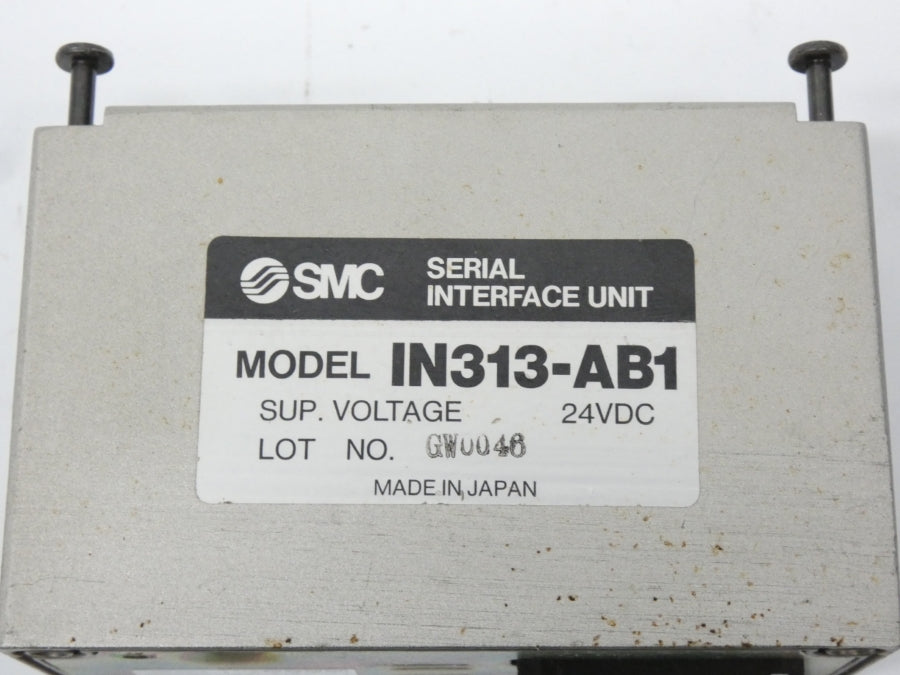 SMC SERIAL
INTERFACE UNIT
MODEL IN313-AB1
SUP. VOLTAGE 24VDC
LOT NO. GW0046
MADE IN JAPAN